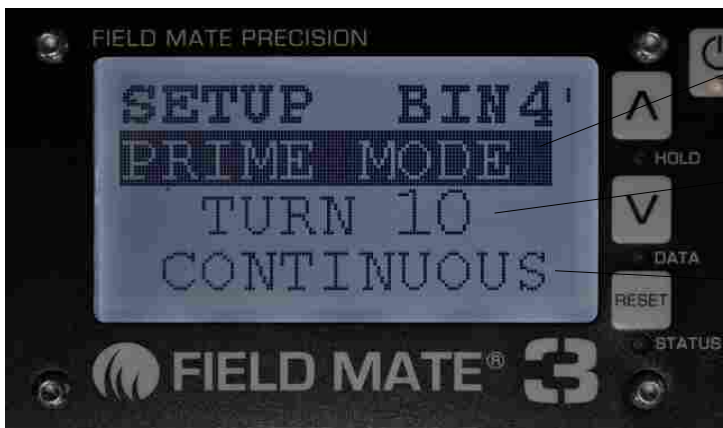 FIELD MATE PRECISION
SETUP BIN4
PRIME MODE
HOLD
TURN 10
DATA
CONTINUOUS
RESET
STATUS
FIELD MATE® 3